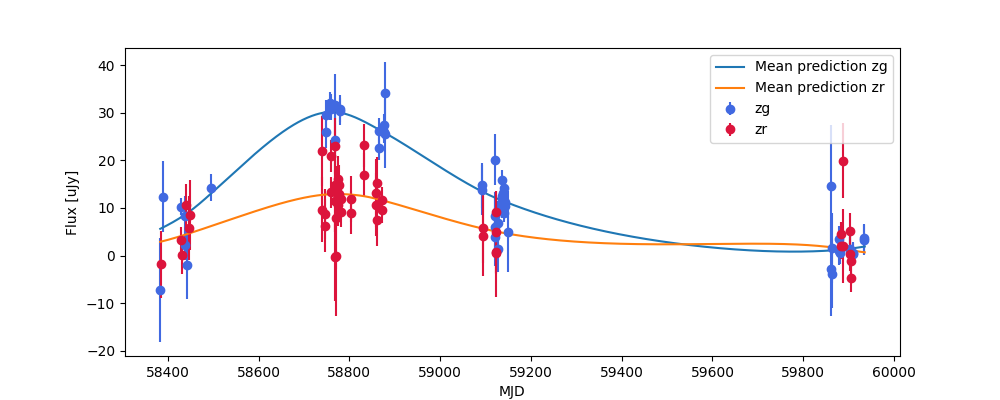 40
30
20
10
0
−10
−20
Flux [uJy]
58400 58600 58800 59000 59200 59400 59600 59800 60000
MJD
Mean prediction zg
Mean prediction zr
zg
zr